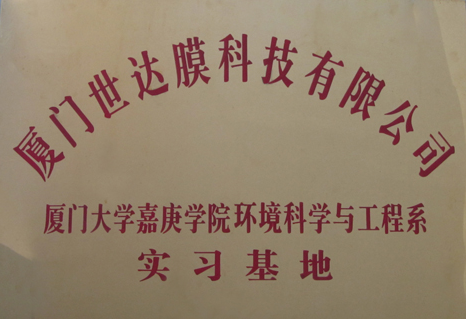 厦门世达膜科技有限公司
厦门大学嘉庚学院环境科学与工程系
实习基地